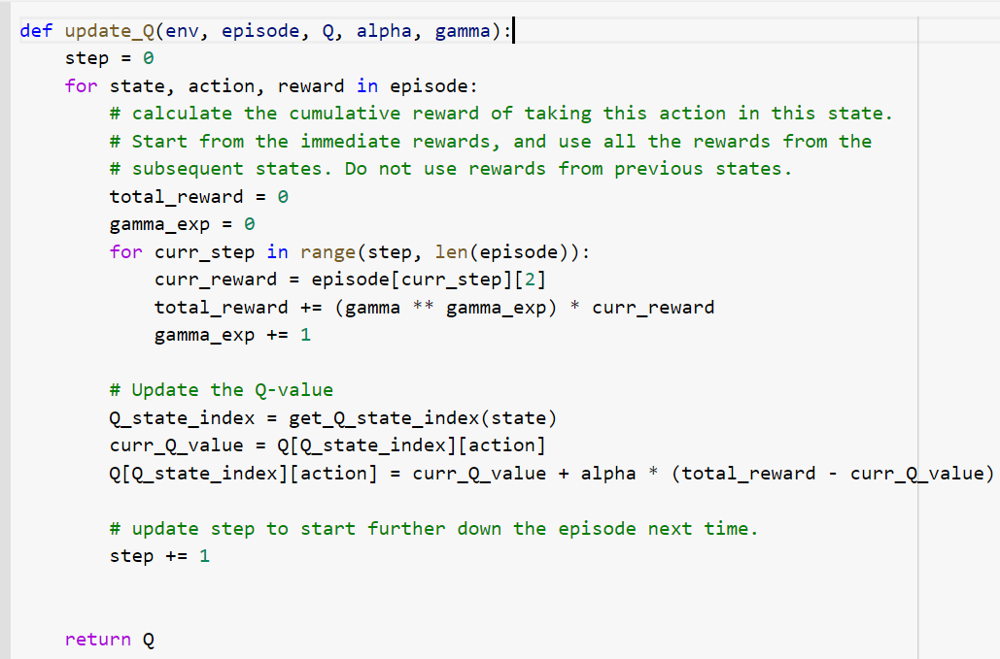 def update_Q(env, episode, Q, alpha, gamma):
    step = 0
    for state, action, reward in episode:
        # calculate the cumulative reward of taking this action in this state.
        # Start from the immediate rewards, and use all the rewards from the
        # subsequent states. Do not use rewards from previous states.
        total_reward = 0
        gamma_exp = 0
        for curr_step in range(step, len(episode)):
            curr_reward = episode[curr_step][2]
            total_reward += (gamma ** gamma_exp) * curr_reward
            gamma_exp += 1

        # Update the Q-value
        Q_state_index = get_Q_state_index(state)
        curr_Q_value = Q[Q_state_index][action]
        Q[Q_state_index][action] = curr_Q_value + alpha * (total_reward - curr_Q_value)

        # update step to start further down the episode next time.
        step += 1


    return Q